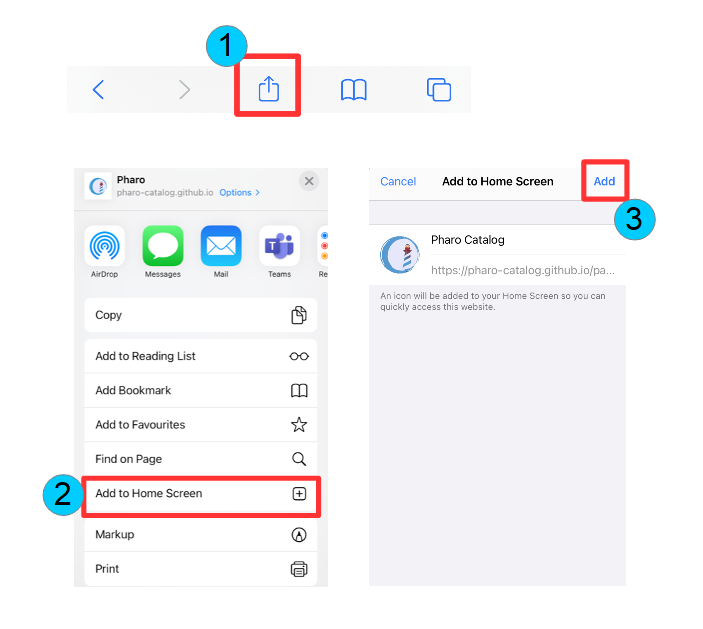 1
Pharo
pharo-catalog.github.io Options >
AirDrop Messages Mail Teams Re
Copy
Add to Reading List
Add Bookmark
Add to Favourites
Find on Page
2 Add to Home Screen
Markup
Print
Cancel Add to Home Screen Add
3
Pharo Catalog
https://pharo-catalog.github.io/pa...
An icon will be added to your Home Screen so you can
quickly access this website.